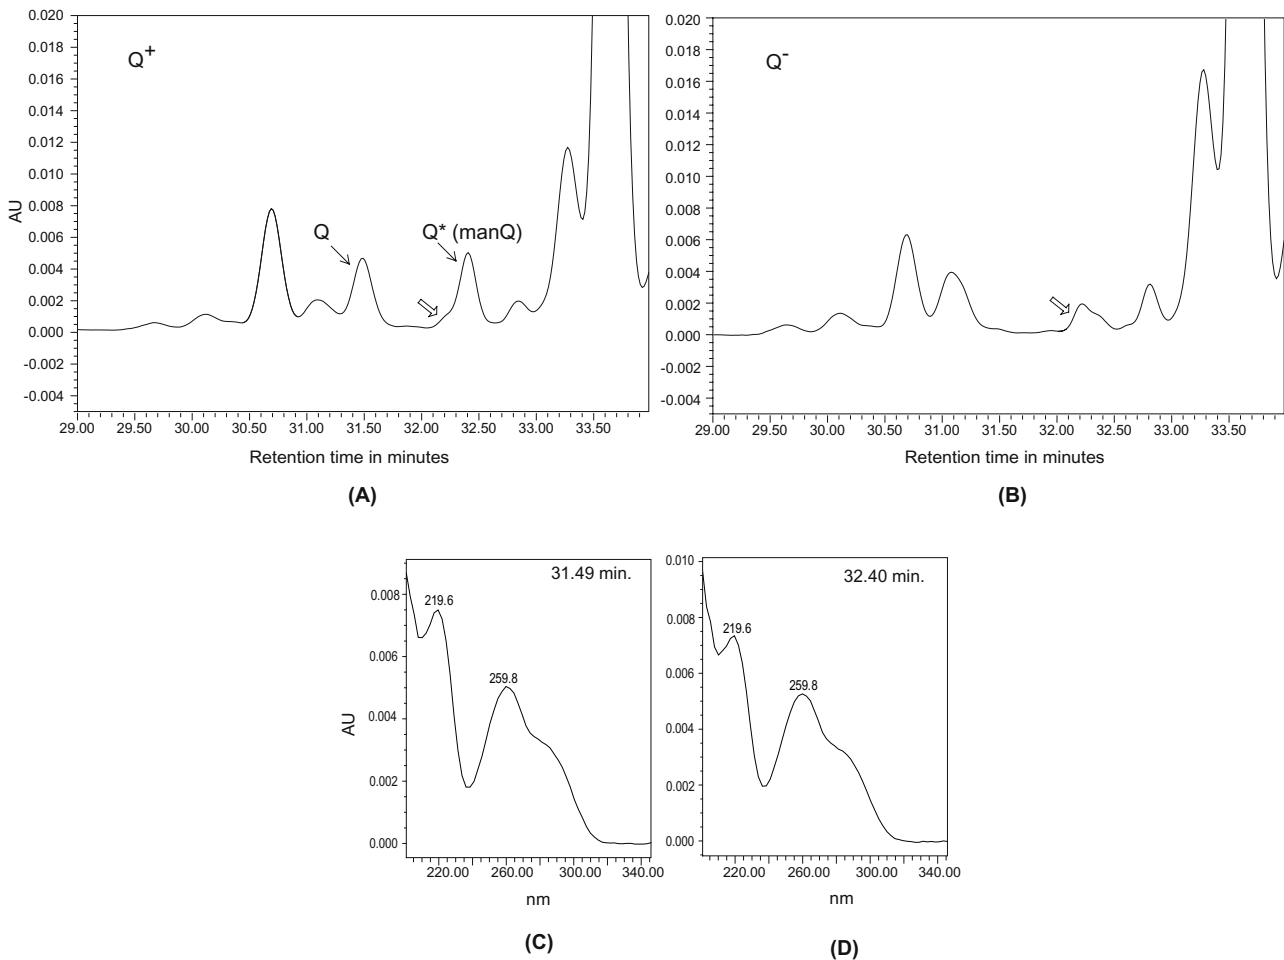 Q+
AU
0.020
0.018
0.016
0.014
0.012
0.010
0.008
0.006
0.004
0.002
0.000
-0.002
-0.004
Q
Q* (manQ)
29.00 29.50 30.00 30.50 31.00 31.50 32.00 32.50 33.00 33.50
Retention time in minutes
(A)
Q-
0.020
0.018
0.016
0.014
0.012
0.010
0.008
0.006
0.004
0.002
0.000
-0.002
-0.004
29.00 29.50 30.00 30.50 31.00 31.50 32.00 32.50 33.00 33.50
Retention time in minutes
(B)
31.49 min.
AU
0.008
0.006
0.004
0.002
0.000
219.6
259.8
220.00 260.00 300.00 340.00
nm
(C)
32.40 min.
0.010
0.008
0.006
0.004
0.002
0.000
219.6
259.8
220.00 260.00 300.00 340.00
nm
(D)